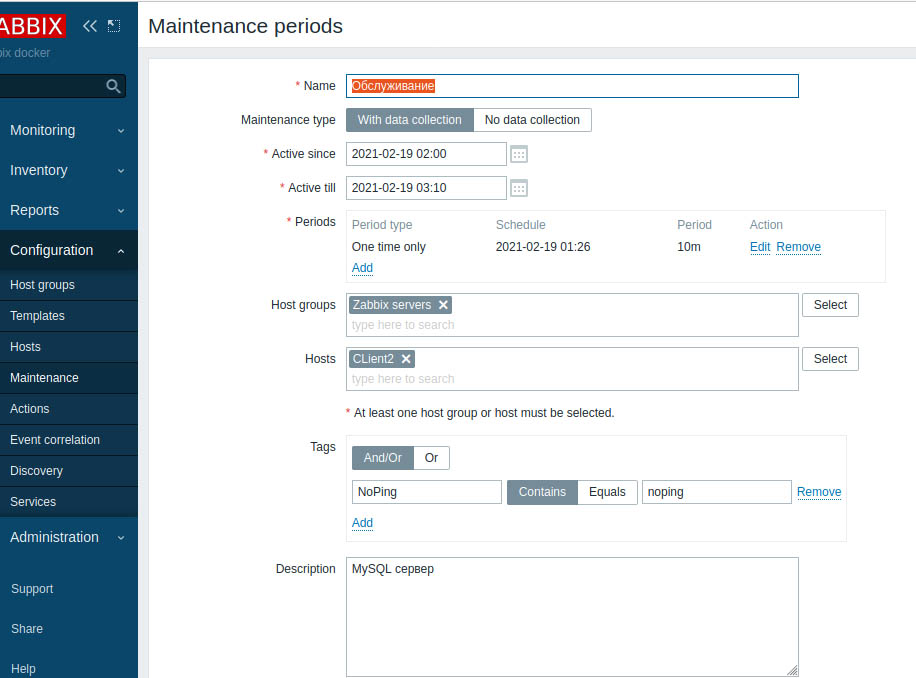 ABBIX
Maintenance periods
bix docker
* Name Обслуживание
Maintenance type With data collection No data collection
* Active since 2021-02-19 02:00
* Active till 2021-02-19 03:10
* Periods Period type Schedule Period Action
One time only 2021-02-19 01:26 10m Edit Remove
Add
Host groups Zabbix servers Select
type here to search
Hosts CLient2 Select
type here to search
* At least one host group or host must be selected.
Tags And/Or Or
NoPing Contains Equals noping Remove
Add
Description MySQL сервер
Monitoring
Inventory
Reports
Configuration
Host groups
Templates
Hosts
Maintenance
Actions
Event correlation
Discovery
Services
Administration
Support
Share
Help